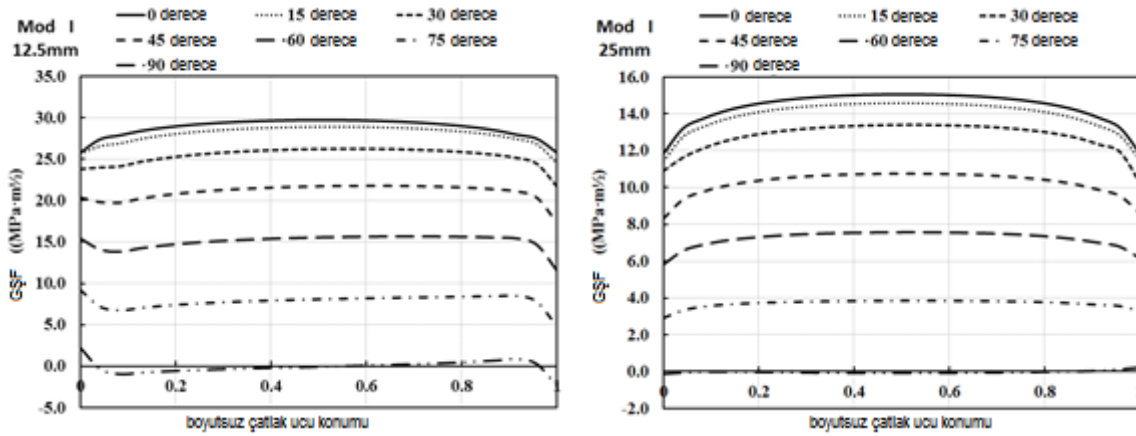 Mod I
12.5mm
0 derece
15 derece
30 derece
45 derece
-60 derece
75 derece
-90 derece
35.0
30.0
25.0
20.0
15.0
10.0
5.0
0.0
-5.0
GŞF ((MPa·m½)
0
0.2
0.4
0.6
0.8
1
boyutsuz çatlak ucu konumu
Mod I
25mm
0 derece
15 derece
30 derece
45 derece
-60 derece
75 derece
-90 derece
16.0
14.0
12.0
10.0
8.0
6.0
4.0
2.0
0.0
-2.0
GŞF ((MPa·m½)
0
0.2
0.4
0.6
0.8
boyutsuz çatlak ucu konumu